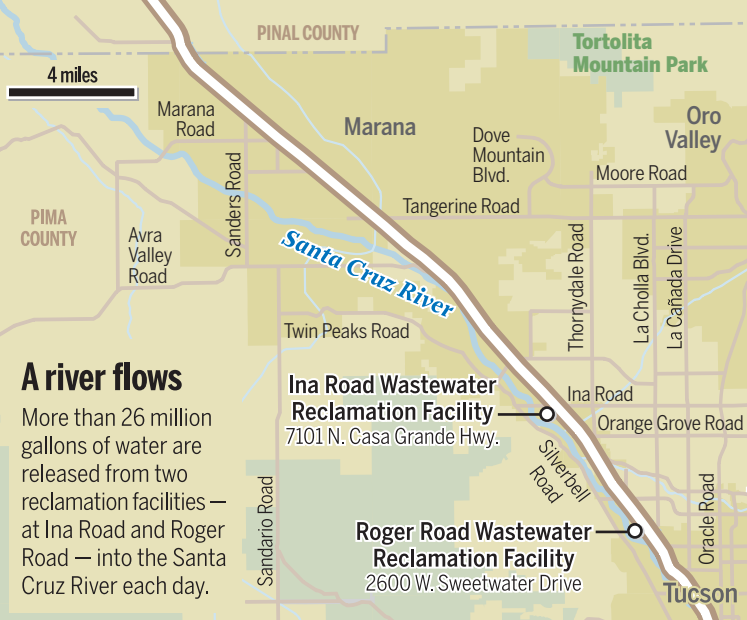 PINAL COUNTY
Tortolita
Mountain Park
4 miles
Marana
Road
Marana
Oro
Valley
Dove
Mountain
Blvd.
Moore Road
Sanders Road
Tangerine Road
PIMA
COUNTY
Avra
Valley
Road
Santa Cruz River
Thornydale Road
La Cholla Blvd.
La Cañada Drive
Twin Peaks Road
A river flows
More than 26 million
gallons of water are
released from two
reclamation facilities —
at Ina Road and Roger
Road — into the Santa
Cruz River each day.
Ina Road Wastewater
Reclamation Facility
7101 N. Casa Grande Hwy.
Ina Road
Orange Grove Road
Silverbell
Road
Sandario Road
Oracle Road
Roger Road Wastewater
Reclamation Facility
2600 W. Sweetwater Drive
Tucson